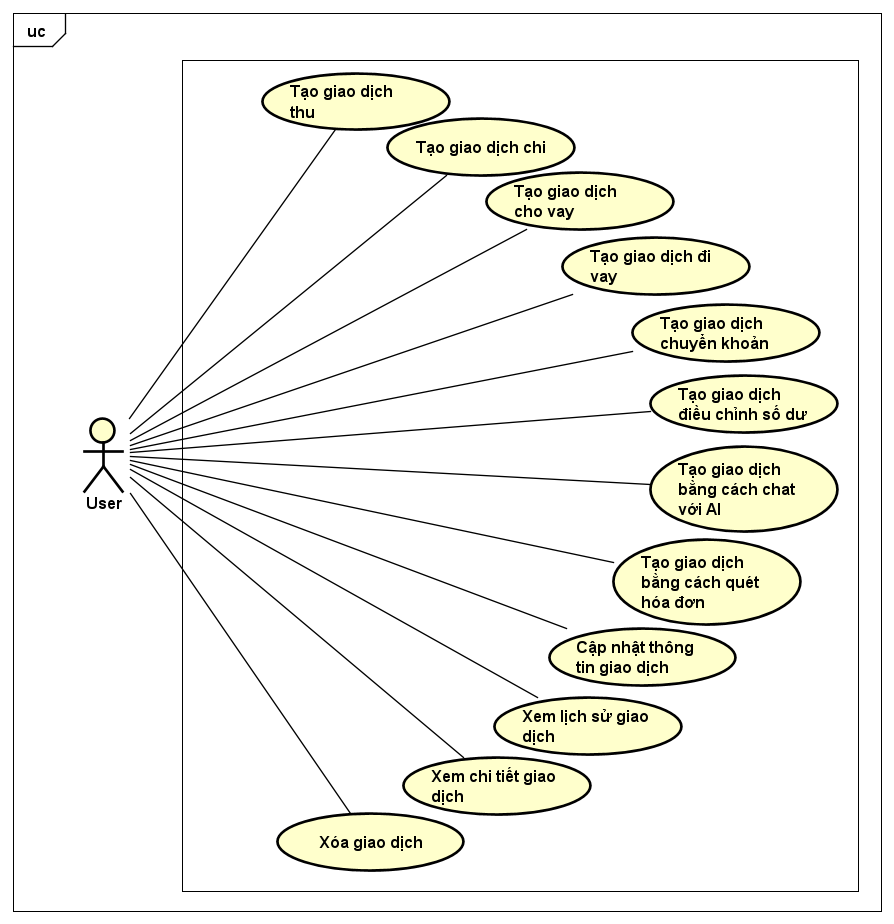 uc
Tạo giao dịch
thu
Tạo giao dịch chi
Tạo giao dịch
cho vay
Tạo giao dịch đi
vay
Tạo giao dịch
chuyển khoản
Tạo giao dịch
điều chỉnh số dư
Tạo giao dịch
bằng cách chat
với AI
Tạo giao dịch
bằng cách quét
hóa đơn
Cập nhật thông
tin giao dịch
Xem lịch sử giao
dịch
Xem chi tiết giao
dịch
Xóa giao dịch
User